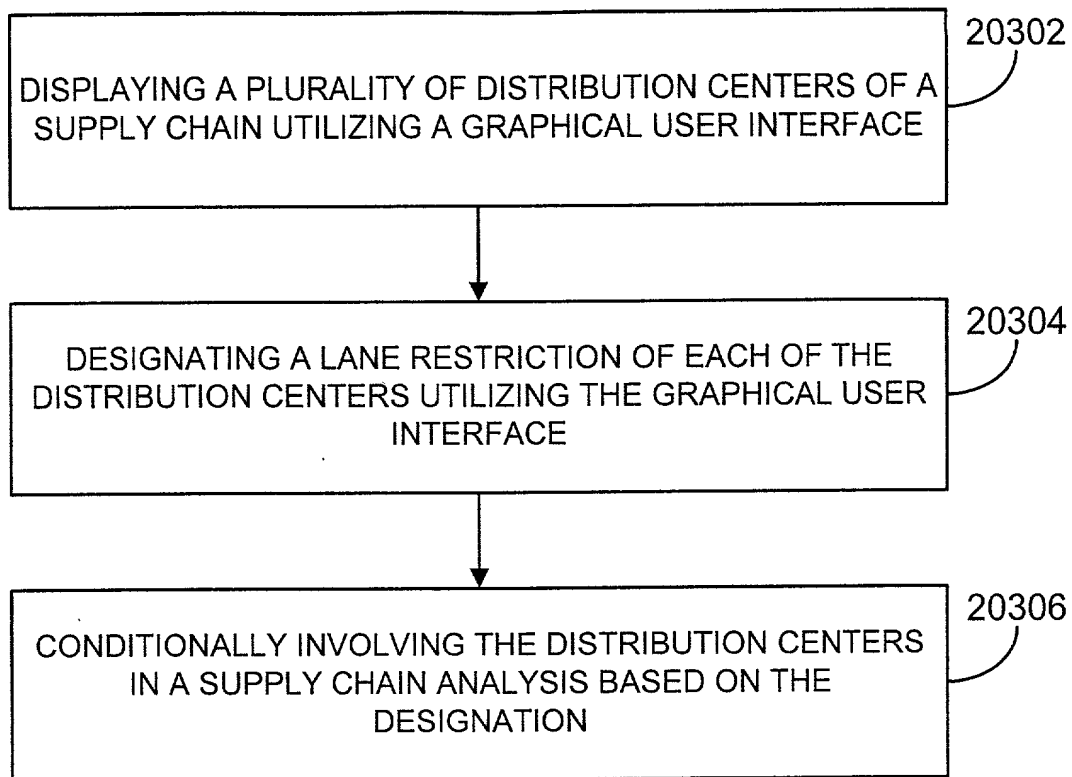 20302
DISPLAYING A PLURALITY OF DISTRIBUTION CENTERS OF A
SUPPLY CHAIN UTILIZING A GRAPHICAL USER INTERFACE
20304
DESIGNATING A LANE RESTRICTION OF EACH OF THE
DISTRIBUTION CENTERS UTILIZING THE GRAPHICAL USER
INTERFACE
20306
CONDITIONALLY INVOLVING THE DISTRIBUTION CENTERS
IN A SUPPLY CHAIN ANALYSIS BASED ON THE
DESIGNATION